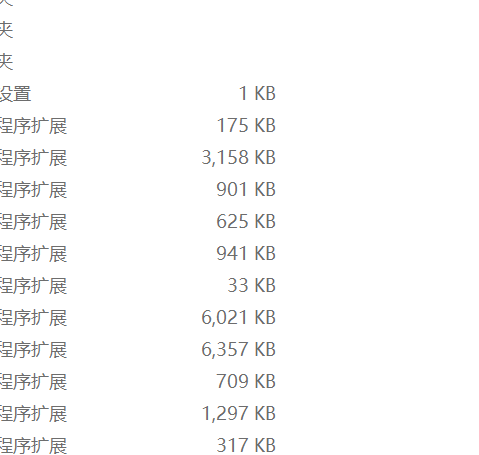 夹
夹
设置 1 KB
程序扩展 175 KB
程序扩展 3,158 KB
程序扩展 901 KB
程序扩展 625 KB
程序扩展 941 KB
程序扩展 33 KB
程序扩展 6,021 KB
程序扩展 6,357 KB
程序扩展 709 KB
程序扩展 1,297 KB
程序扩展 317 KB